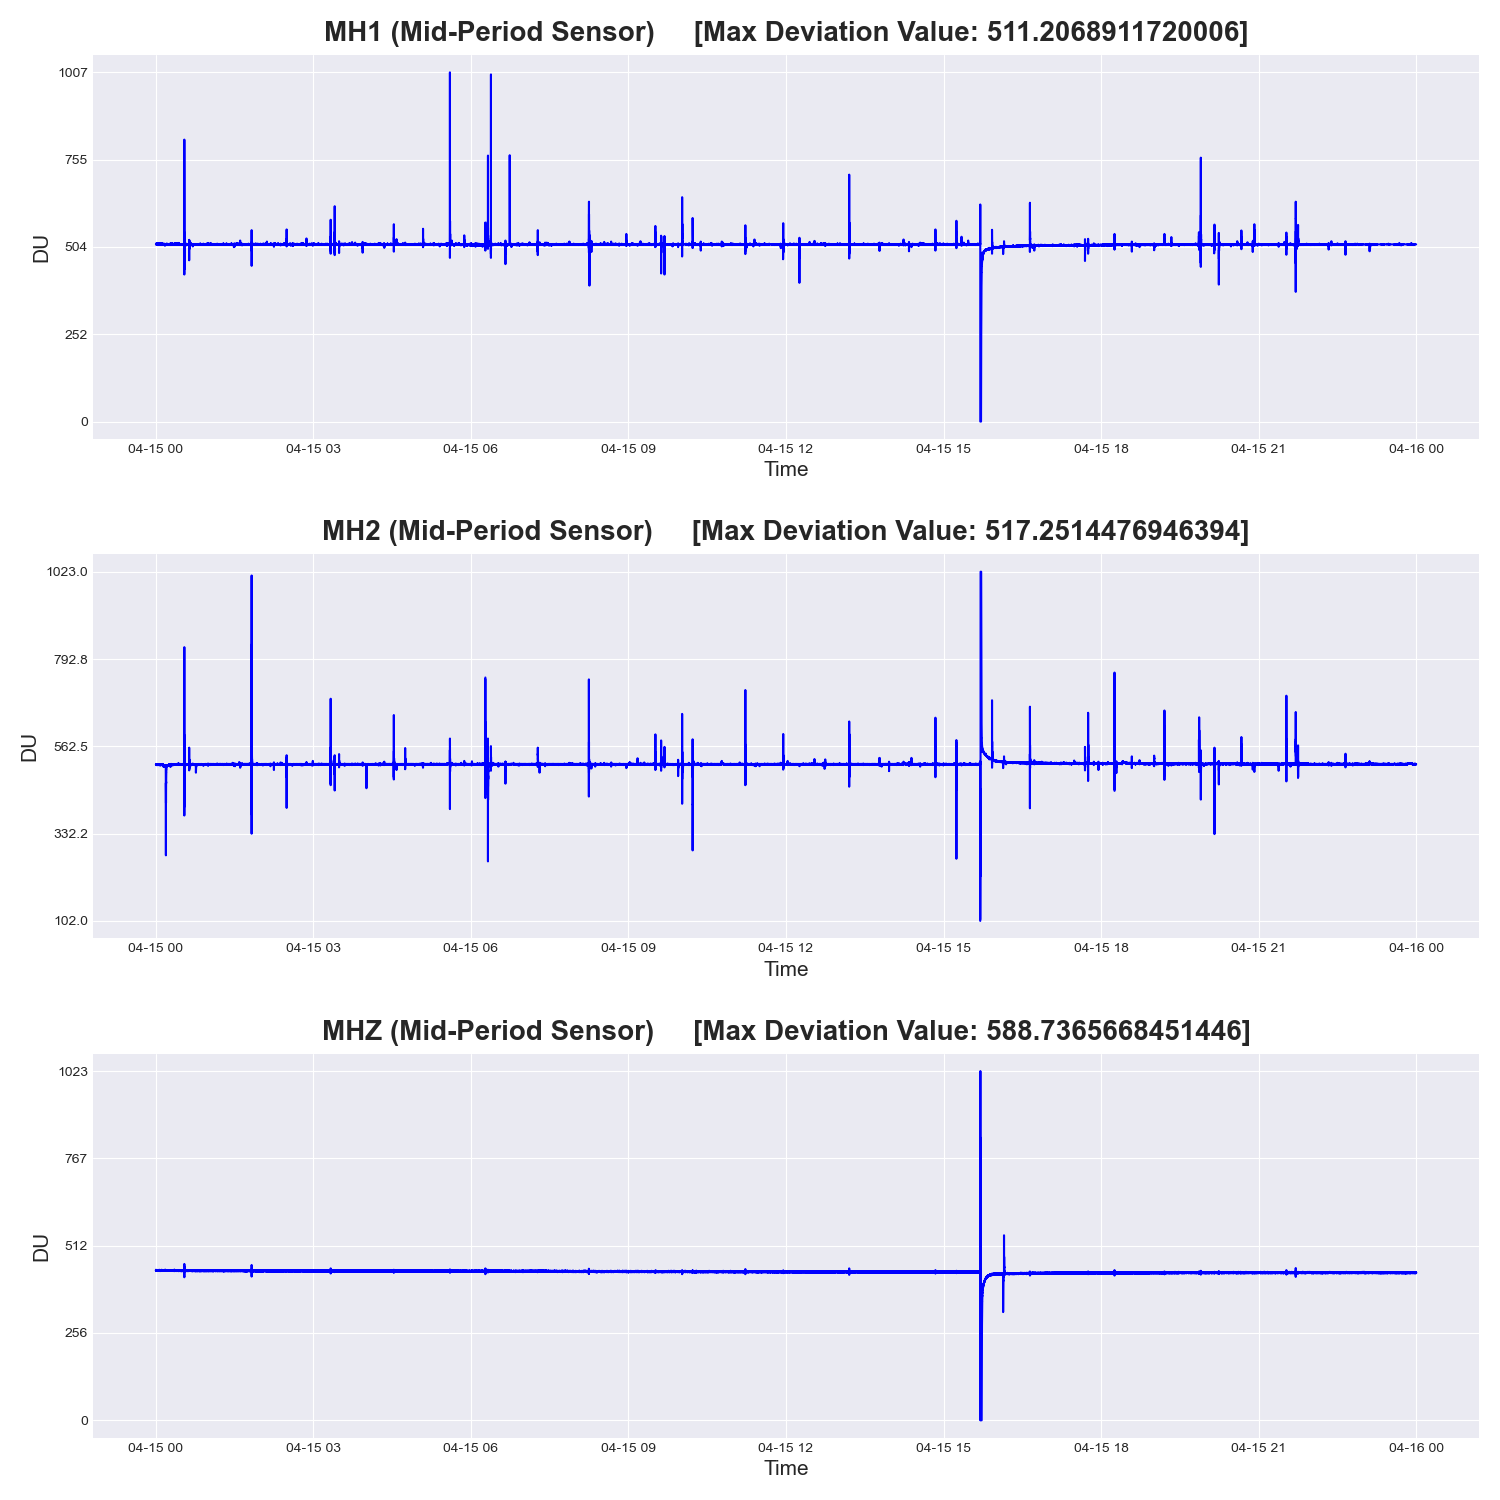 MH1 (Mid-Period Sensor) [Max Deviation Value: 511.2068911720006]
1007
755
504
252
0
DU
04-15 00 04-15 03 04-15 06 04-15 09 04-15 12 04-15 15 04-15 18 04-15 21 04-16 00
Time
MH2 (Mid-Period Sensor) [Max Deviation Value: 517.2514476946394]
1023.0
792.8
562.5
332.2
102.0
DU
04-15 00 04-15 03 04-15 06 04-15 09 04-15 12 04-15 15 04-15 18 04-15 21 04-16 00
Time
MHZ (Mid-Period Sensor) [Max Deviation Value: 588.7365668451446]
1023
767
512
256
0
DU
04-15 00 04-15 03 04-15 06 04-15 09 04-15 12 04-15 15 04-15 18 04-15 21 04-16 00
Time